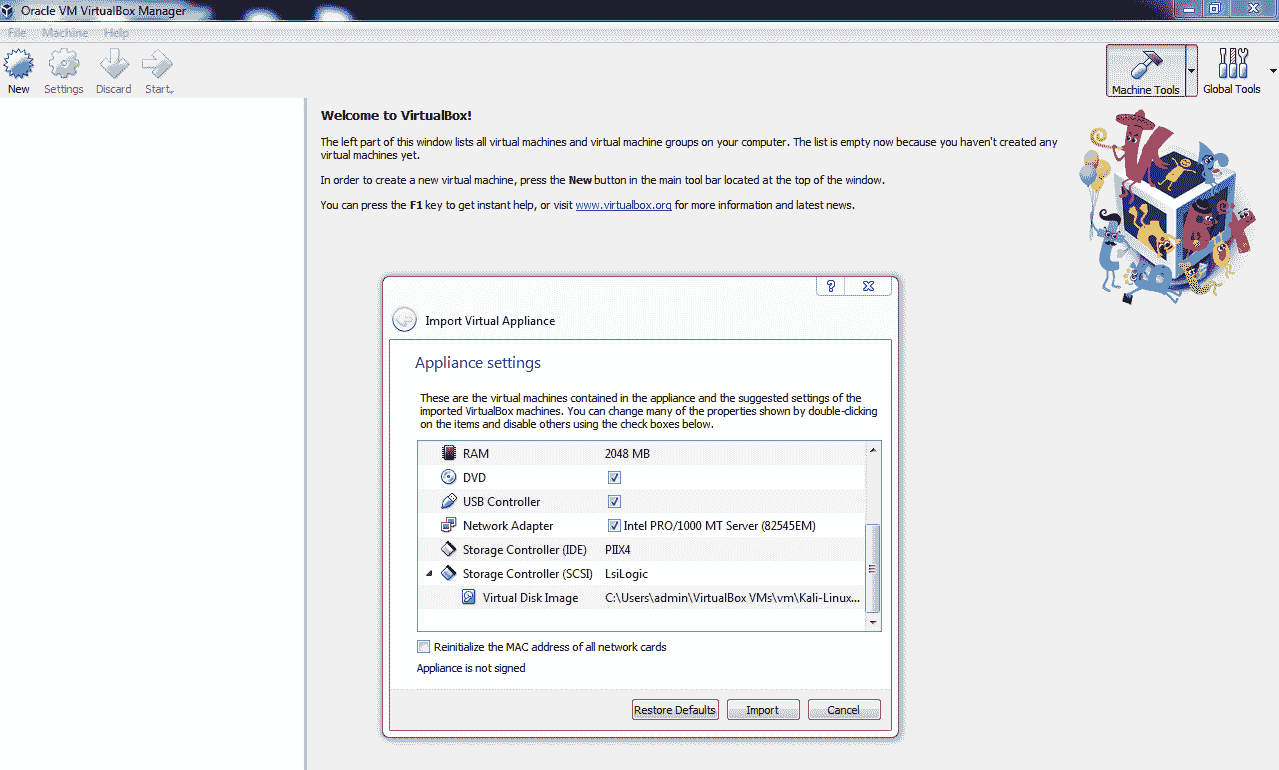 Oracle VM VirtualBox Manager
File Machine Help
New Settings Discard Start
Machine Tools Global Tools
Welcome to VirtualBox!
The left part of this window lists all virtual machines and virtual machine groups on your computer. The list is empty now because you haven't created any
virtual machines yet.
In order to create a new virtual machine, press the New button in the main tool bar located at the top of the window.
You can press the F1 key to get instant help, or visit www.virtualbox.org for more information and latest news.
?
Import Virtual Appliance
Appliance settings
These are the virtual machines contained in the appliance and the suggested settings of the
imported VirtualBox machines. You can change many of the properties shown by double-clicking
on the items and disable others using the check boxes below.
RAM 2048 MB
DVD
USB Controller
Network Adapter Intel PRO/1000 MT Server (82545EM)
Storage Controller (IDE) PIIX4
Storage Controller (SCSI) LsiLogic
Virtual Disk Image C:\Users\admin\VirtualBox VMs\vm\Kali-Linux...
Reinitialize the MAC address of all network cards
Appliance is not signed
Restore Defaults Import Cancel